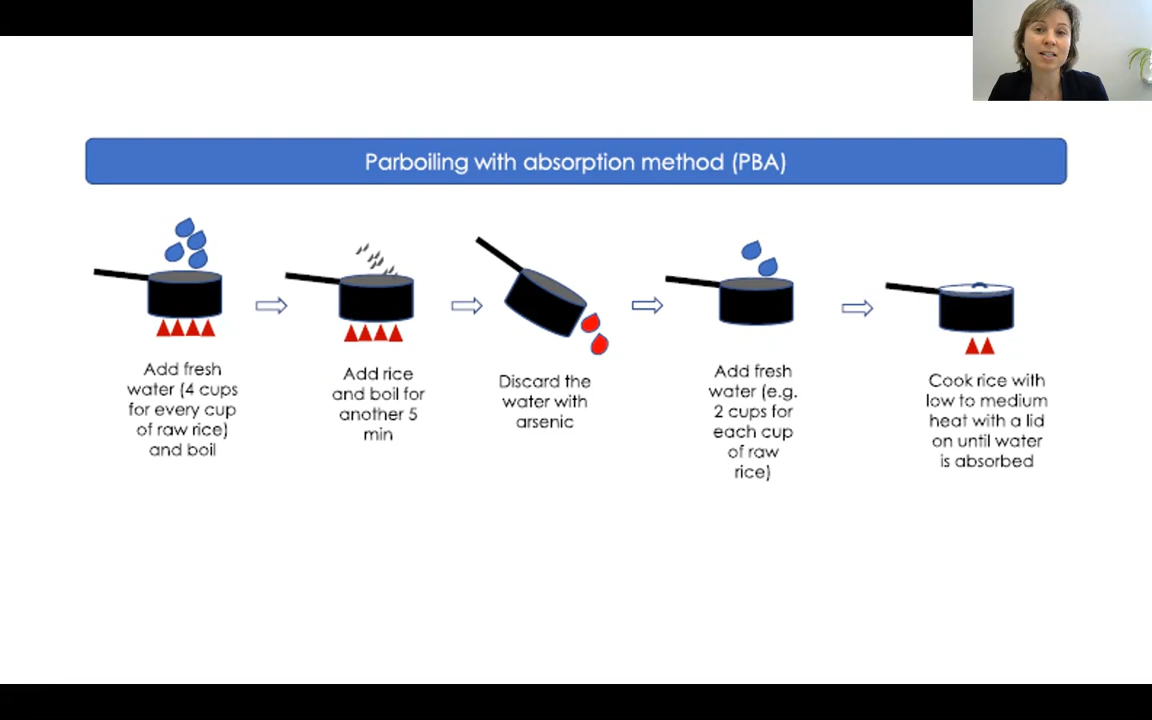 Parboiling with absorption method (PBA)
Add fresh
water (4 cups
for every cup
of raw rice)
and boil
Add rice
and boil for
another 5
min
Discard the
water with
arsenic
Add fresh
water (e.g.
2 cups for
each cup
of raw
rice)
Cook rice with
low to medium
heat with a lid
on until water
is absorbed